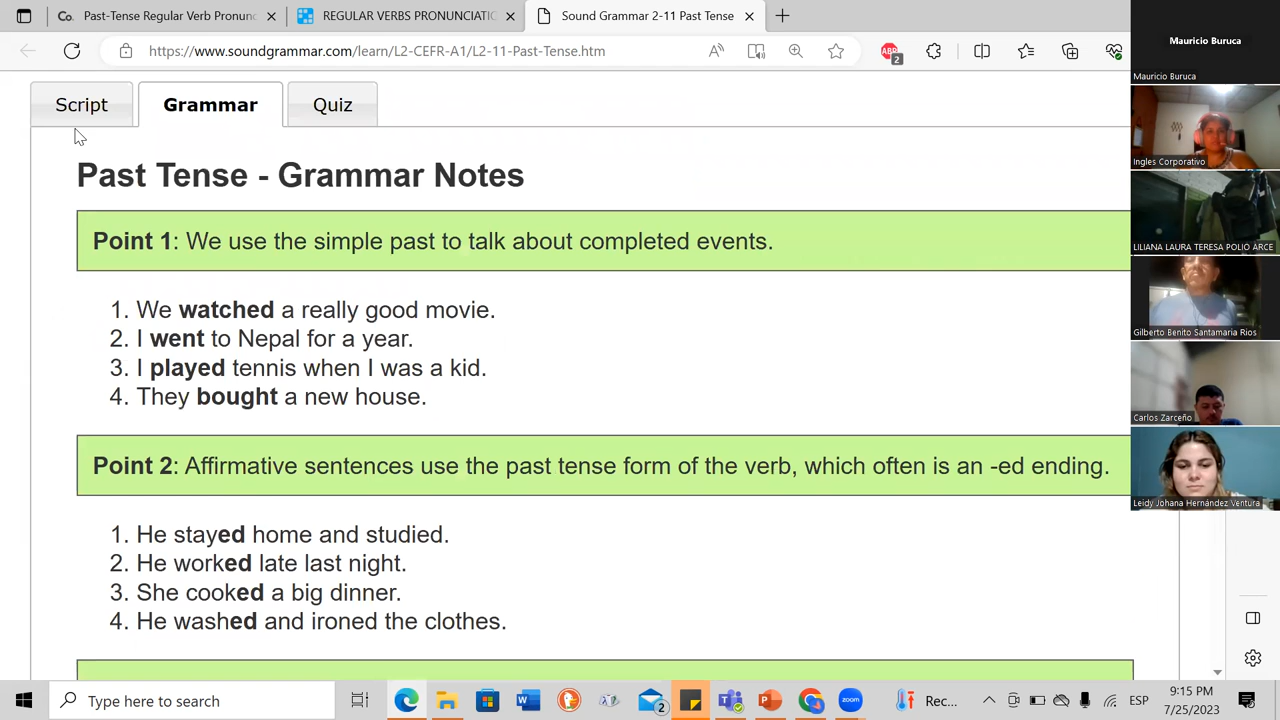 Past-Tense Regular Verb Pronunc
REGULAR VERBS PRONUNCIATIO
Sound Grammar 2-11 Past Tense
https://www.soundgrammar.com/learn/L2-CEFR-A1/L2-11-Past-Tense.htm
ABP
2
Script
Grammar
Quiz
Past Tense - Grammar Notes
Point 1: We use the simple past to talk about completed events.
1. We watched a really good movie.
2. I went to Nepal for a year.
3. I played tennis when I was a kid.
4. They bought a new house.
Point 2: Affirmative sentences use the past tense form of the verb, which often is an -ed ending.
1. He stayed home and studied.
2. He worked late last night.
3. She cooked a big dinner.
4. He washed and ironed the clothes.
Mauricio Buruca
Mauricio Buruca
Ingles Corporativo
LILIANA LAURA TERESA POLIO ARCE
Gilberto Benito Santamaria Rios
Carlos Zarceño
Leidy Johana Hernández Ventura
Type here to search
2
zoom
Rec...
ESP
9:15 PM
7/25/2023